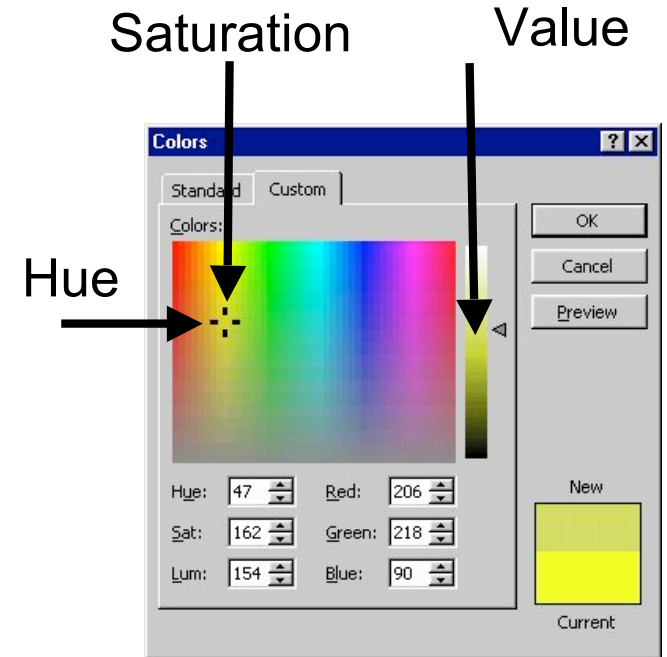 Saturation Value
Colors ? ×
Standard Custom
Colors:
OK
Hue
Cancel
Preview
Hue: 47 Red: 206 New
Sat: 162 Green: 218
Lum: 154 Blue: 90
Current